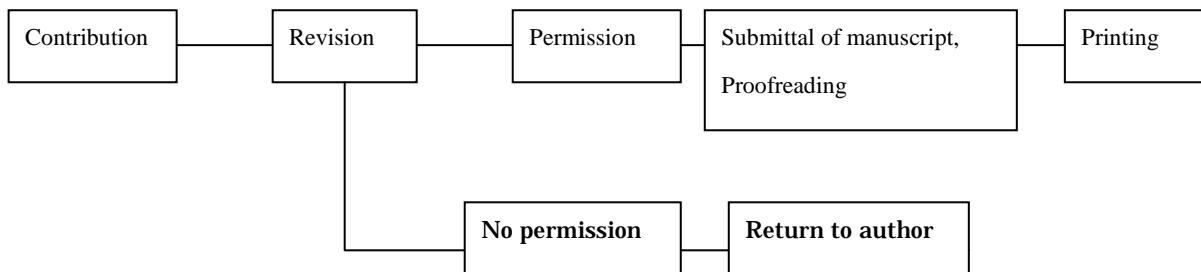 Contribution
Revision
Permission
Submittal of manuscript,
Proofreading
Printing
No permission
Return to author